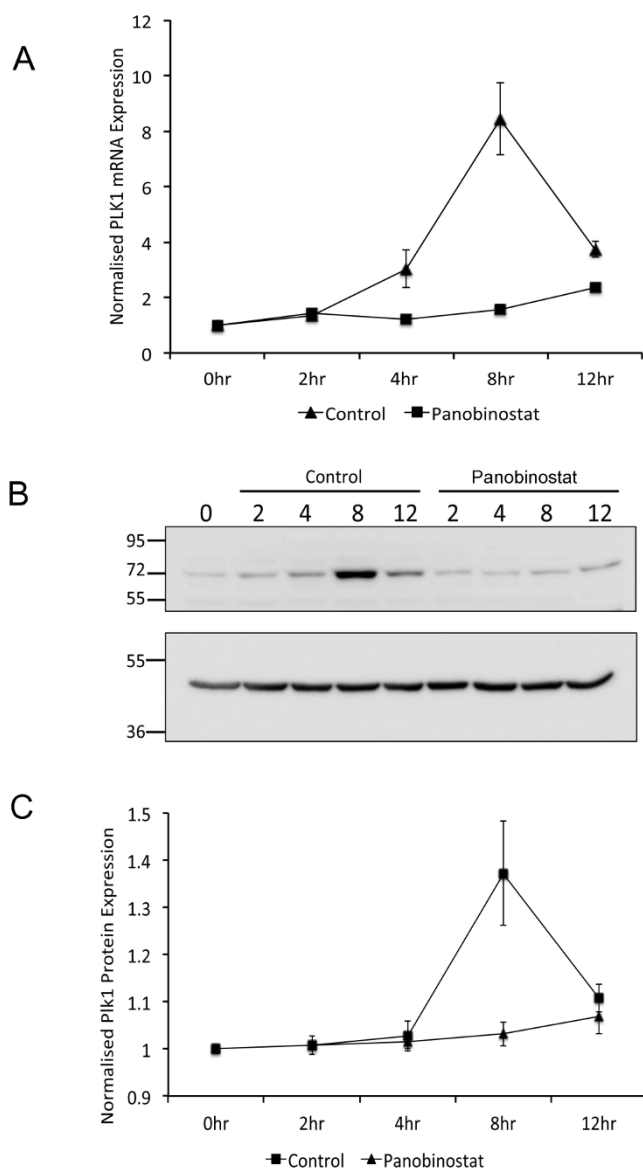 A
Normalised PLK1 mRNA Expression
12
10
8
6
4
2
0
0hr 2hr 4hr 8hr 12hr
Control Panobinostat
B
Control Panobinostat
0 2 4 8 12 2 4 8 12
95
72
55
55
36
C
Normalised Plk1 Protein Expression
1.5
1.4
1.3
1.2
1.1
1
0.9
0hr 2hr 4hr 8hr 12hr
Control Panobinostat